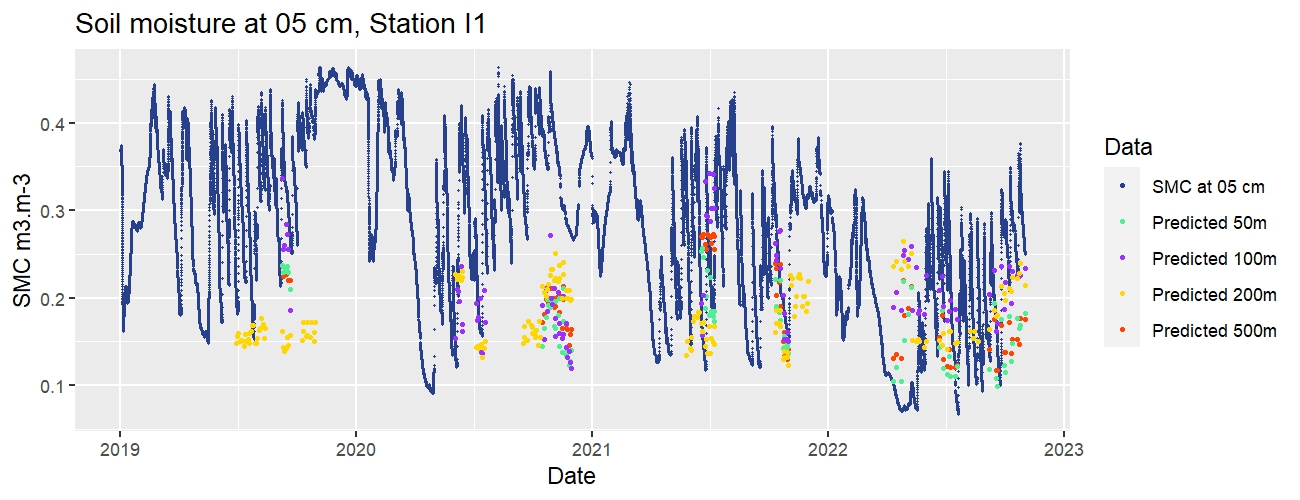 Soil moisture at 05 cm, Station I1
SMC m3.m-3
0.4
0.3
0.2
0.1
2019
2020
2021
2022
2023
Date
Data
SMC at 05 cm
Predicted 50m
Predicted 100m
Predicted 200m
Predicted 500m